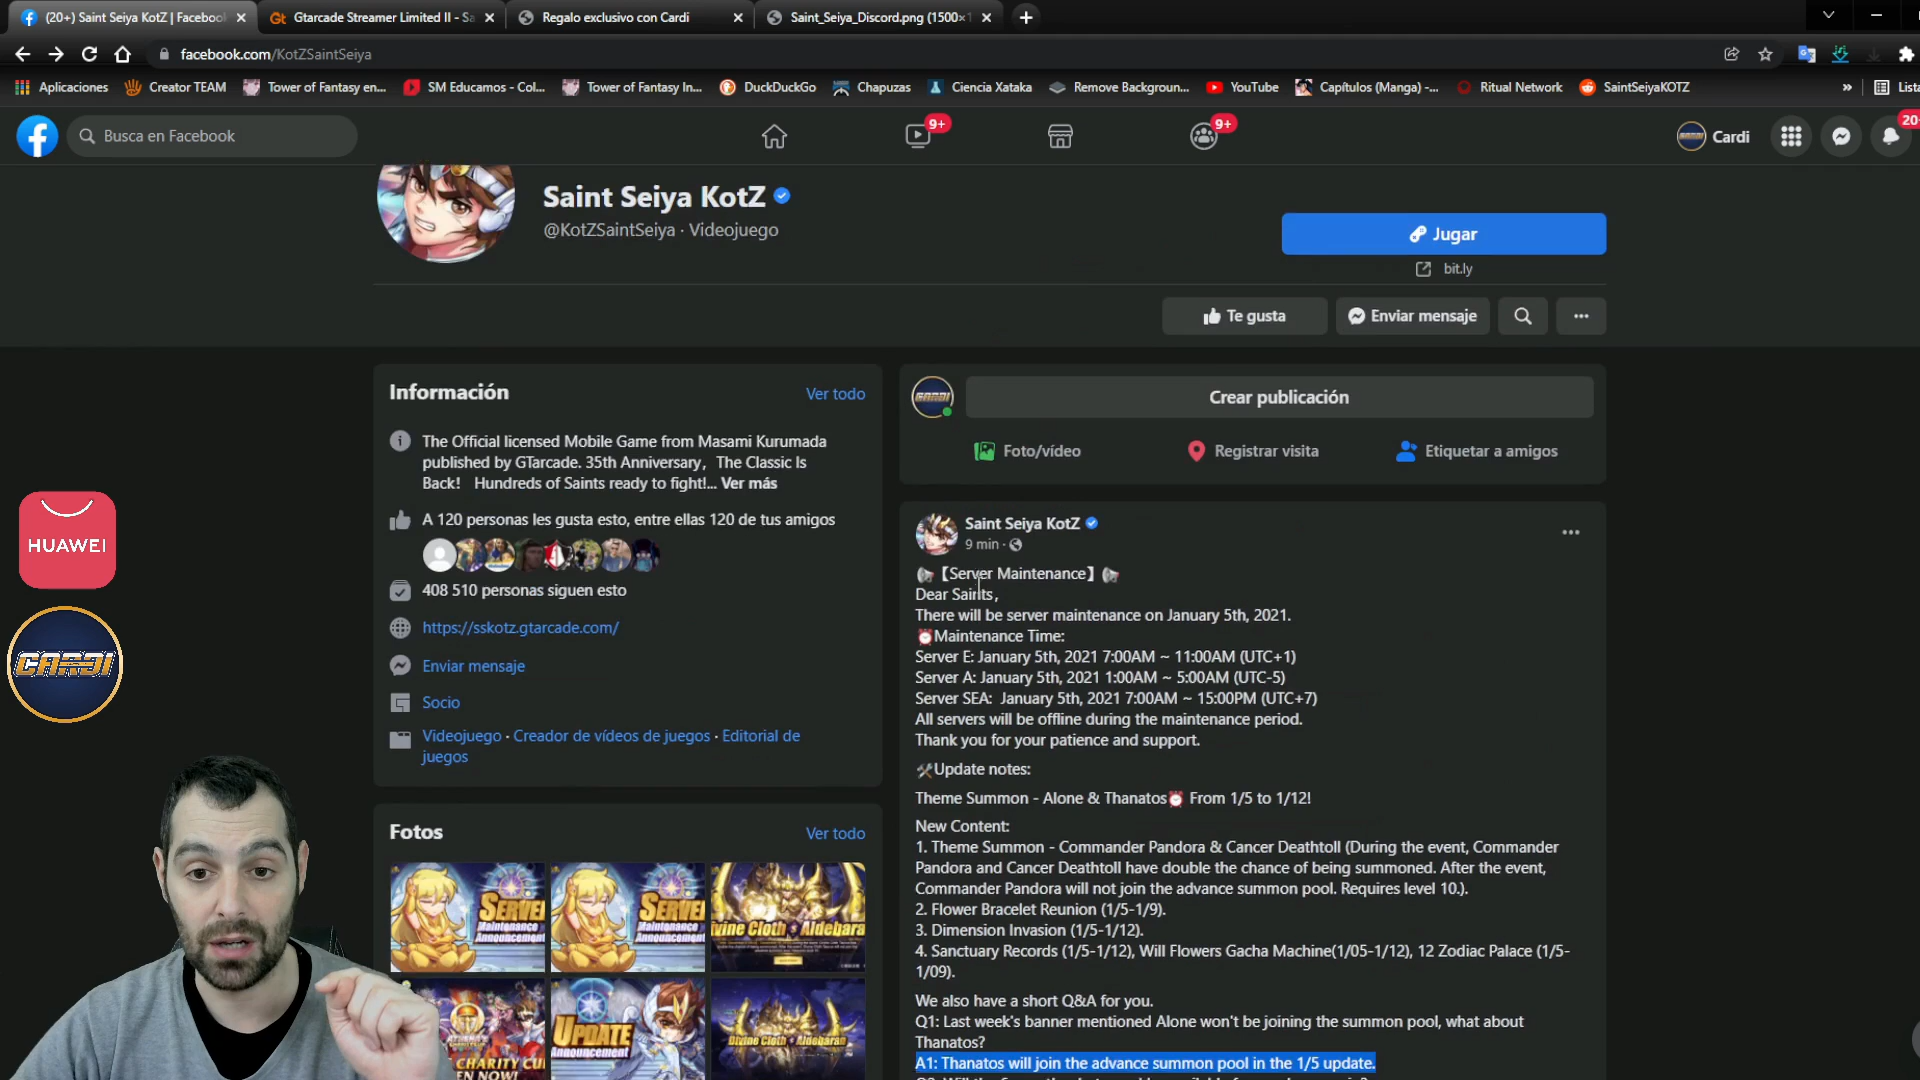 (20+) Saint Seiya KotZ | Facebook
Gtarcade Streamer Limited II - Sa
Regalo exclusivo con Cardi
Saint_Seiya_Discord.png (1500×1
facebook.com/KotZSaintSeiya
Aplicaciones
Creator TEAM
Tower of Fantasy en...
SM Educamos - Col...
Tower of Fantasy In...
DuckDuckGo
Chapuzas
Ciencia Xataka
Remove Backgroun...
YouTube
Capítulos (Manga) -...
Ritual Network
SaintSeiyaKOTZ
Lista
Busca en Facebook
9+
9+
Cardi
20+
Saint Seiya KotZ
@KotZSaintSeiya · Videojuego
Jugar
bit.ly
Te gusta
Enviar mensaje
Información
Ver todo
The Official licensed Mobile Game from Masami Kurumada
published by GTarcade. 35th Anniversary, The Classic Is
Back! Hundreds of Saints ready to fight!... Ver más
A 120 personas les gusta esto, entre ellas 120 de tus amigos
408 510 personas siguen esto
https://sskotz.gtarcade.com/
Enviar mensaje
Socio
Videojuego · Creador de vídeos de juegos · Editorial de
juegos
Fotos
Ver todo
SERVER
Maintenance
Announcement
SERVER
Maintenance
Announcement
Divine Cloth Aldebaran
CHARITY CUP
EN NOW!
UPDATE
Announcement
Divine Cloth Aldebaran
HUAWEI
CARDI
CARDI
Crear publicación
Foto/vídeo
Registrar visita
Etiquetar a amigos
Saint Seiya KotZ
9 min ·
【Server Maintenance】
Dear Saints,
There will be server maintenance on January 5th, 2021.
Maintenance Time:
Server E: January 5th, 2021 7:00AM ~ 11:00AM (UTC+1)
Server A: January 5th, 2021 1:00AM ~ 5:00AM (UTC-5)
Server SEA: January 5th, 2021 7:00AM ~ 15:00PM (UTC+7)
All servers will be offline during the maintenance period.
Thank you for your patience and support.
Update notes:
Theme Summon - Alone & Thanatos From 1/5 to 1/12!
New Content:
1. Theme Summon - Commander Pandora & Cancer Deathtoll (During the event, Commander
Pandora and Cancer Deathtoll have double the chance of being summoned. After the event,
Commander Pandora will not join the advance summon pool. Requires level 10.).
2. Flower Bracelet Reunion (1/5-1/9).
3. Dimension Invasion (1/5-1/12).
4. Sanctuary Records (1/5-1/12), Will Flowers Gacha Machine(1/05-1/12), 12 Zodiac Palace (1/5-
1/09).
We also have a short Q&A for you.
Q1: Last week's banner mentioned Alone won't be joining the summon pool, what about
Thanatos?
A1: Thanatos will join the advance summon pool in the 1/5 update.